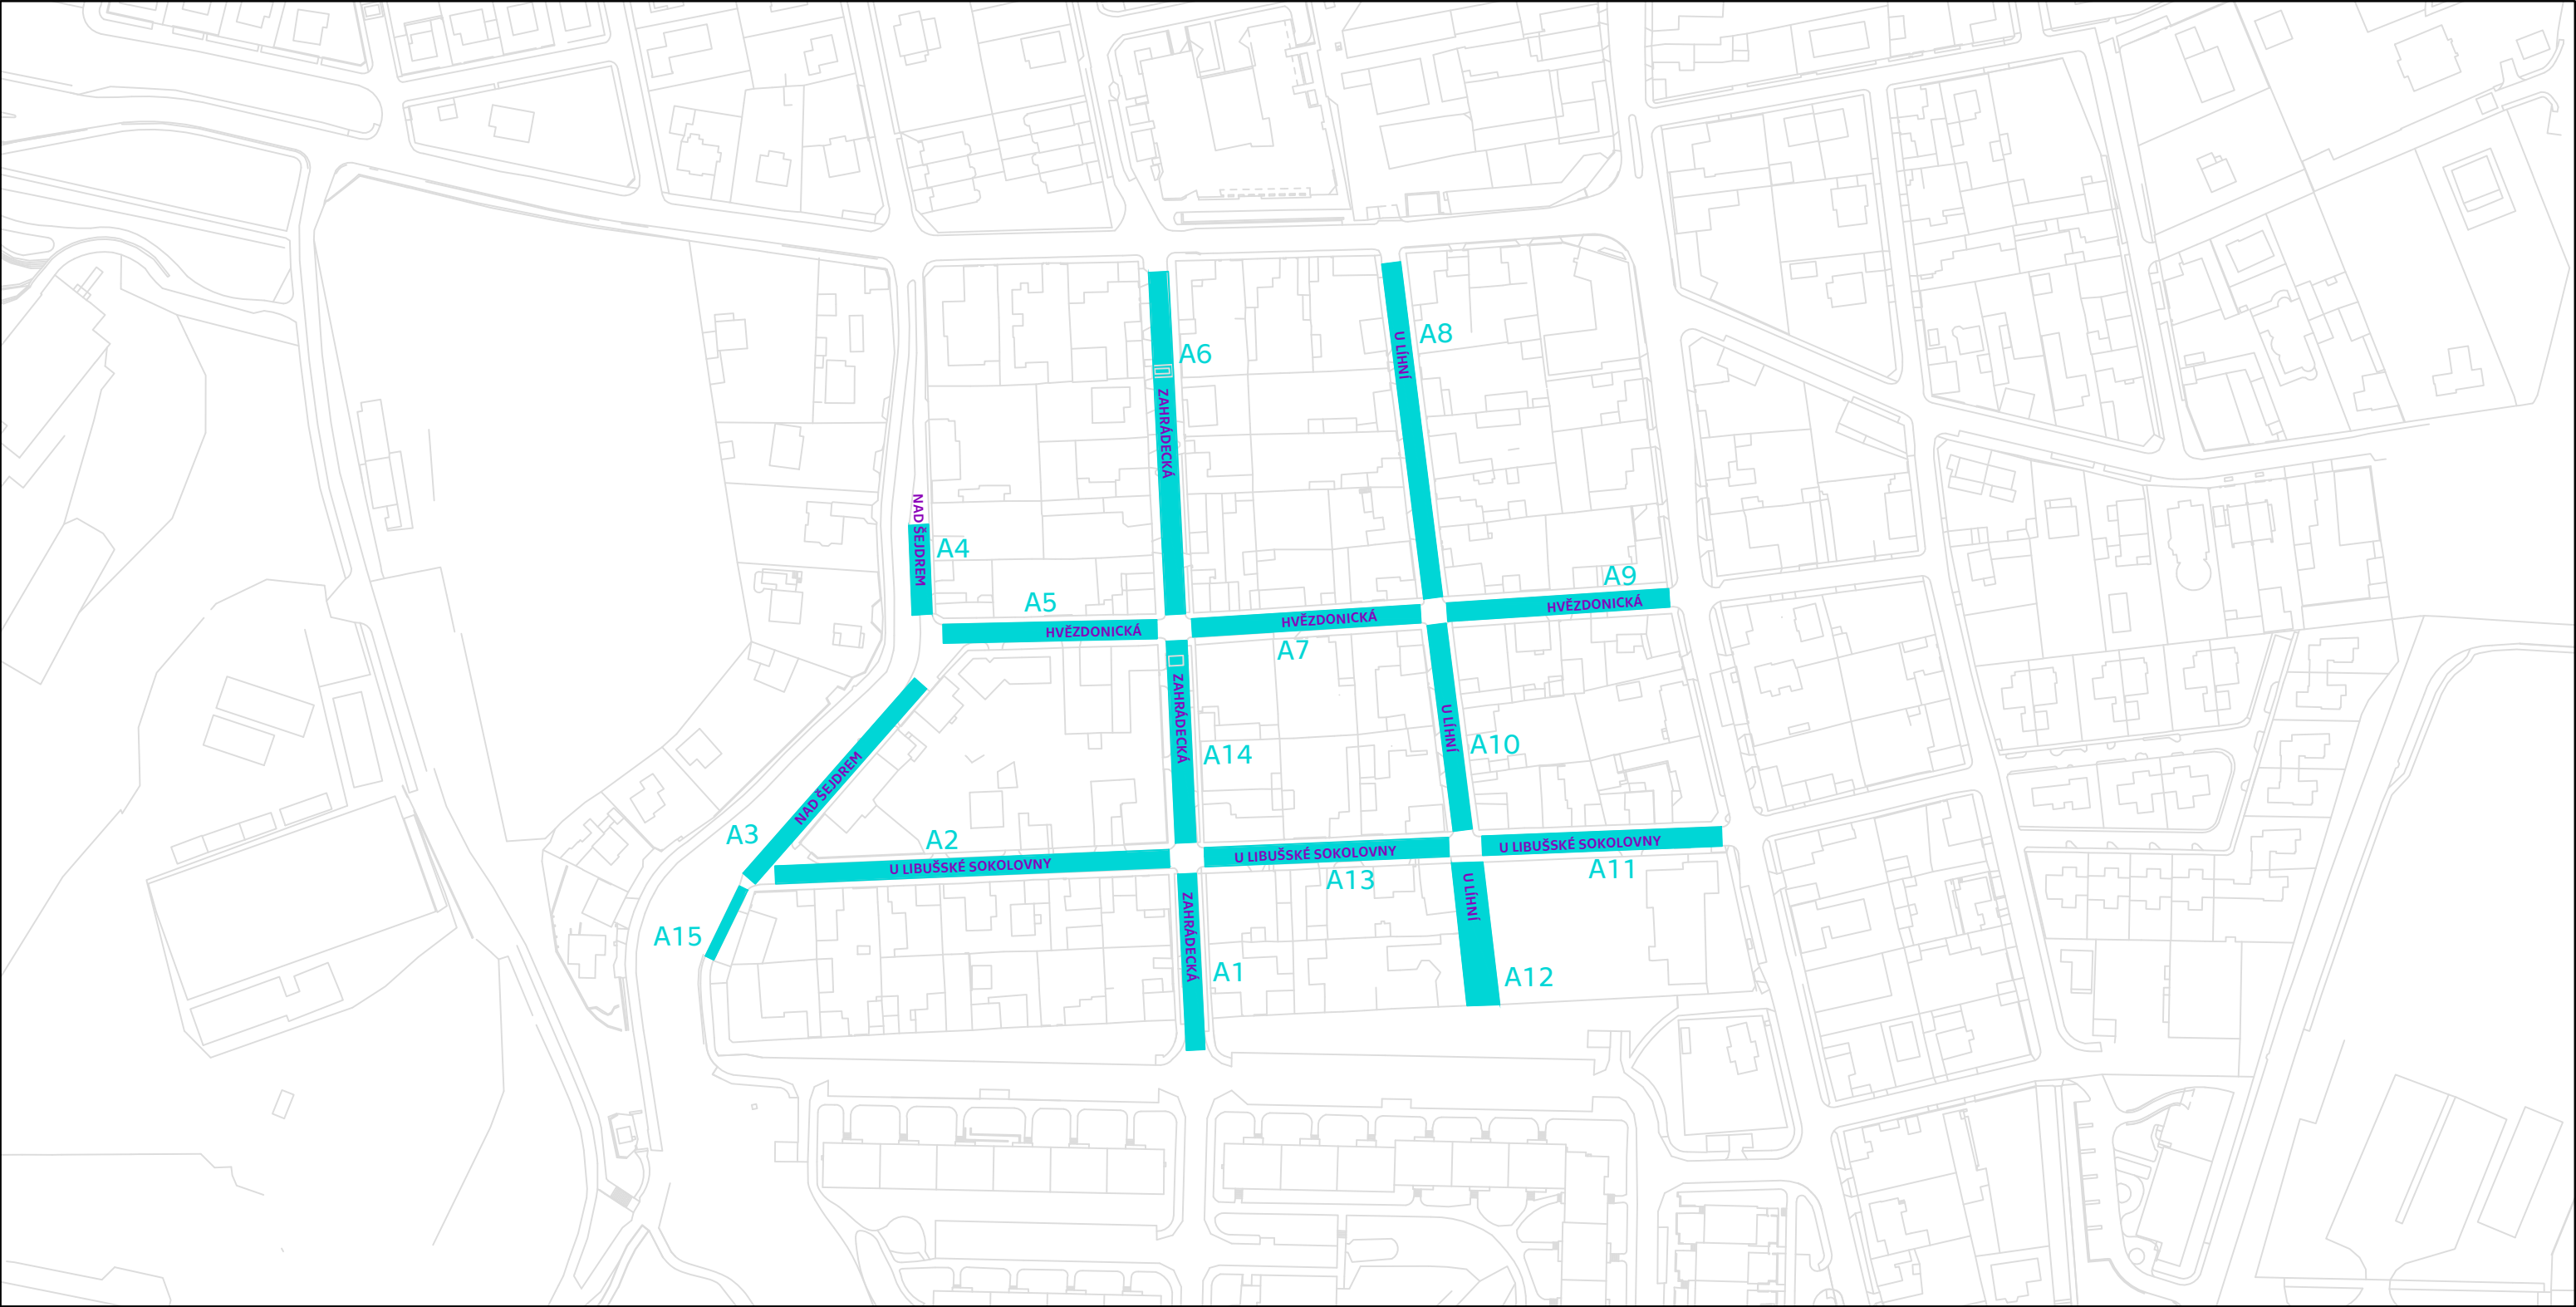 A8
U LÍHNÍ
A6
ZAHRÁDECKÁ
NAD ŠEJDREM
A4
A9
HVĚZDONICKÁ
A5
HVĚZDONICKÁ
HVĚZDONICKÁ
A7
ZAHRÁDECKÁ
A14
U LÍHNÍ
A10
NAD ŠEJDREM
A3
A2
U LIBUŠSKÉ SOKOLOVNY
U LIBUŠSKÉ SOKOLOVNY
A13
U LIBUŠSKÉ SOKOLOVNY
A11
A15
ZAHRÁDECKÁ
A1
U LÍHNÍ
A12